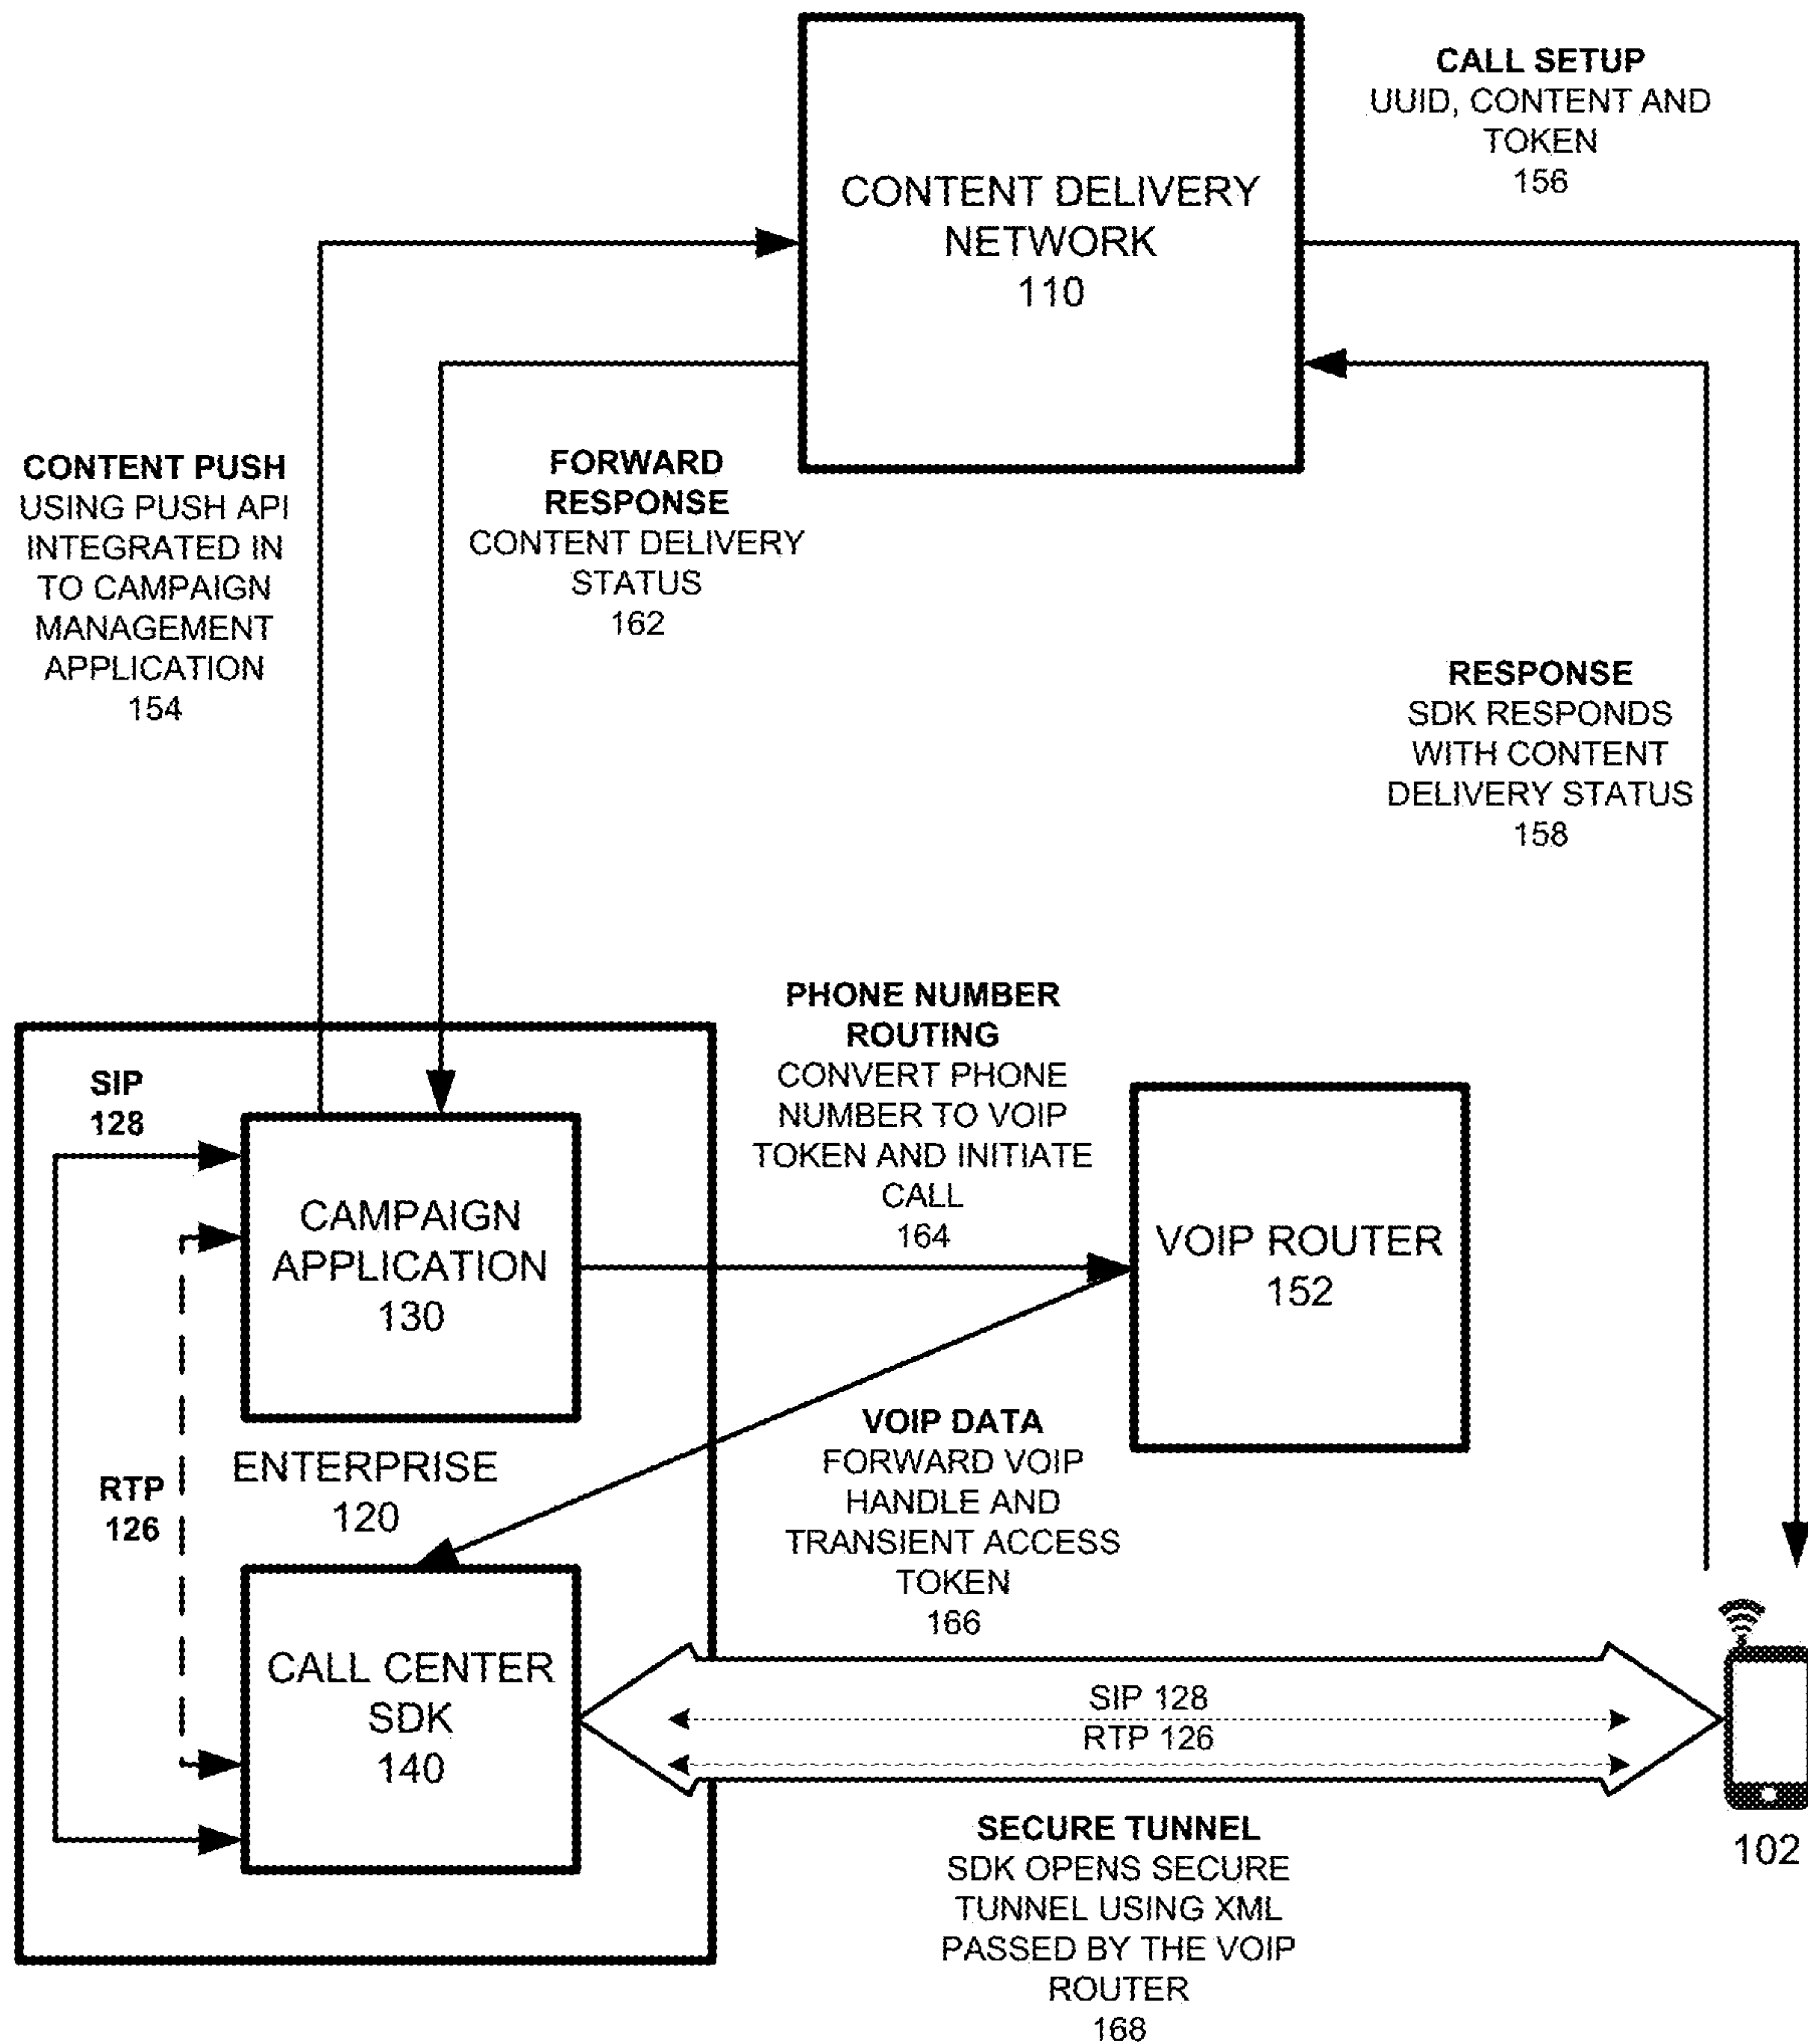 CALL SETUP
UUID, CONTENT AND
TOKEN
156
CONTENT DELIVERY
NETWORK
110
CONTENT PUSH
USING PUSH API
INTEGRATED IN
TO CAMPAIGN
MANAGEMENT
APPLICATION
154
FORWARD
RESPONSE
CONTENT DELIVERY
STATUS
162
RESPONSE
SDK RESPONDS
WITH CONTENT
DELIVERY STATUS
158
PHONE NUMBER
ROUTING
CONVERT PHONE
NUMBER TO VOIP
TOKEN AND INITIATE
CALL
164
SIP
128
CAMPAIGN
APPLICATION
130
VOIP ROUTER
152
ENTERPRISE
120
RTP
126
VOIP DATA
FORWARD VOIP
HANDLE AND
TRANSIENT ACCESS
TOKEN
166
CALL CENTER
SDK
140
SIP 128
RTP 126
102
SECURE TUNNEL
SDK OPENS SECURE
TUNNEL USING XML
PASSED BY THE VOIP
ROUTER
168